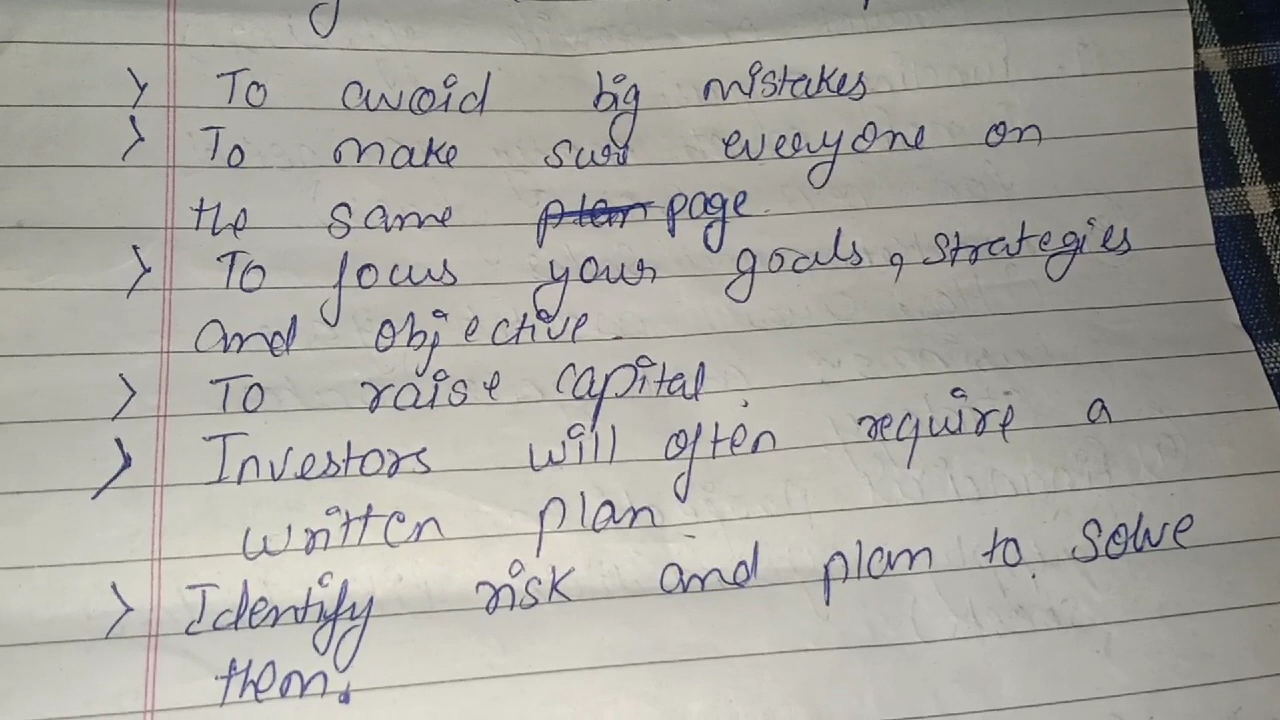 > To avoid big mistakes
> To make sure everyone on
the same page.
> To focus your goals, strategies
and objective.
> To raise capital.
> Investors will often require a
written plan
> Identify risk and plan to solve
them.